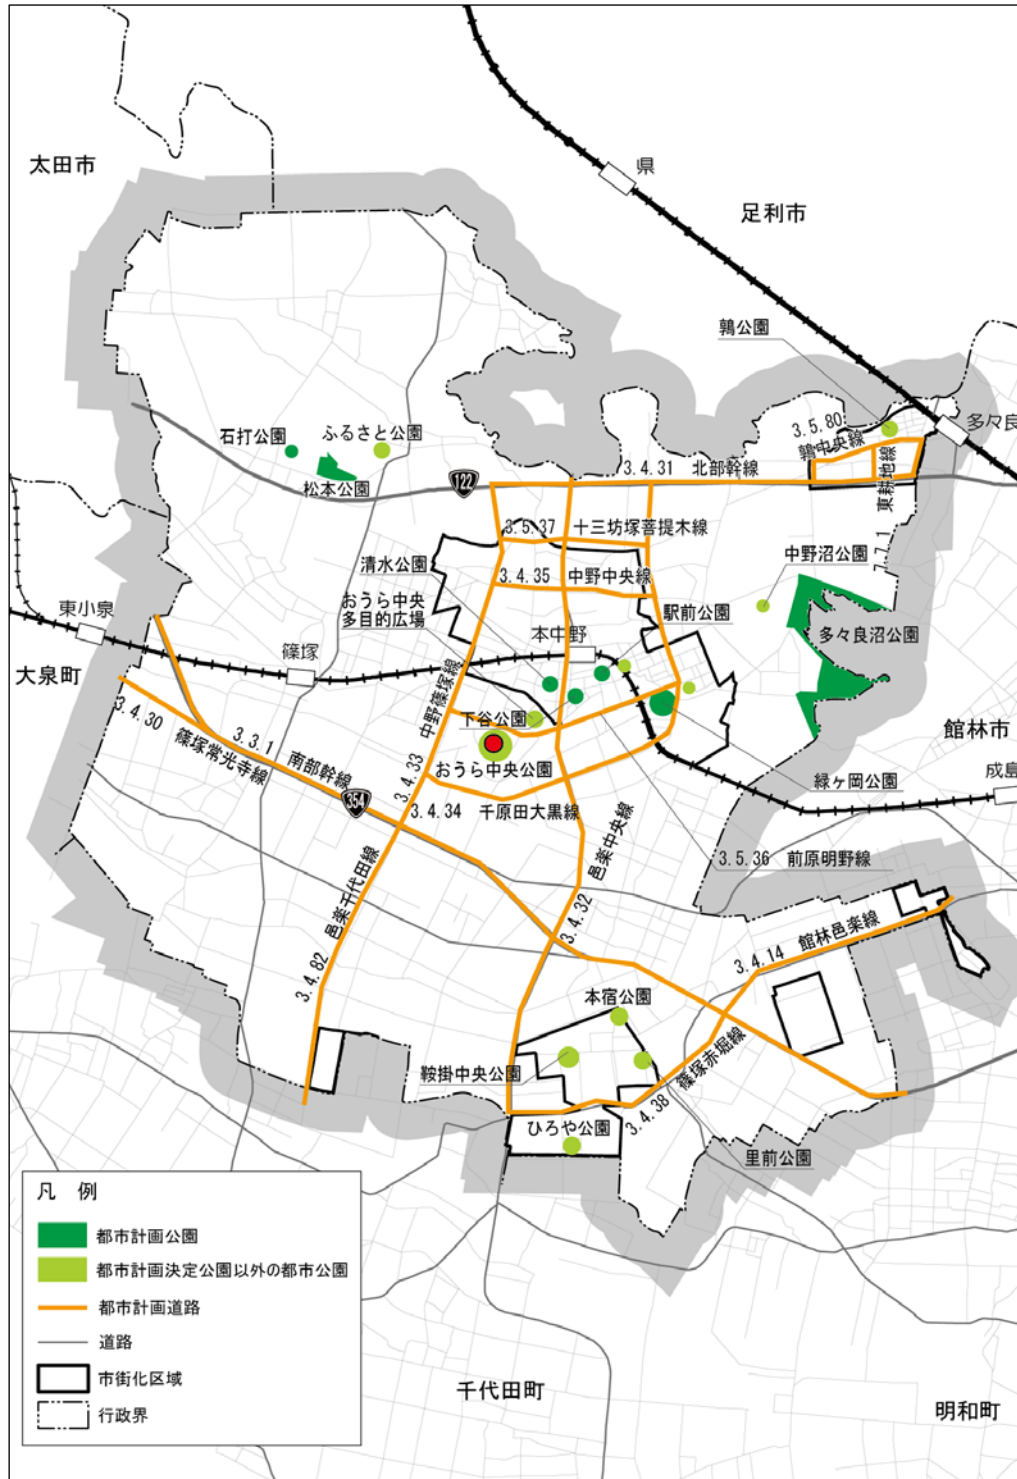 太田市
県
足利市
鶉公園
多々良
3.5.80
鶉中央線
石打公園
ふるさと公園
松本公園
122
3.4.31 北部幹線
東耕地線
7.7.1
3.5.37 十三坊塚菩提木線
清水公園
3.4.35 中野中央線
中野沼公園
おうら中央
多目的広場
駅前公園
東小泉
本中野
多々良沼公園
篠塚
大泉町
中野篠塚線
3.4.33
下谷公園
3.4.30 篠塚常光寺線
3.3.1 南部幹線
館林市
おうら中央公園
緑ヶ岡公園
成島
354
3.4.34 千原田大黒線
邑楽中央線
3.4.32
3.5.36 前原明野線
邑楽千代田線
3.4.82
3.4.14 館林邑楽線
本宿公園
鞍掛中央公園
3.4.38 篠塚赤堀線
ひろや公園
里前公園
凡 例
都市計画公園
都市計画決定公園以外の都市公園
都市計画道路
道路
市街化区域
行政界
千代田町
明和町